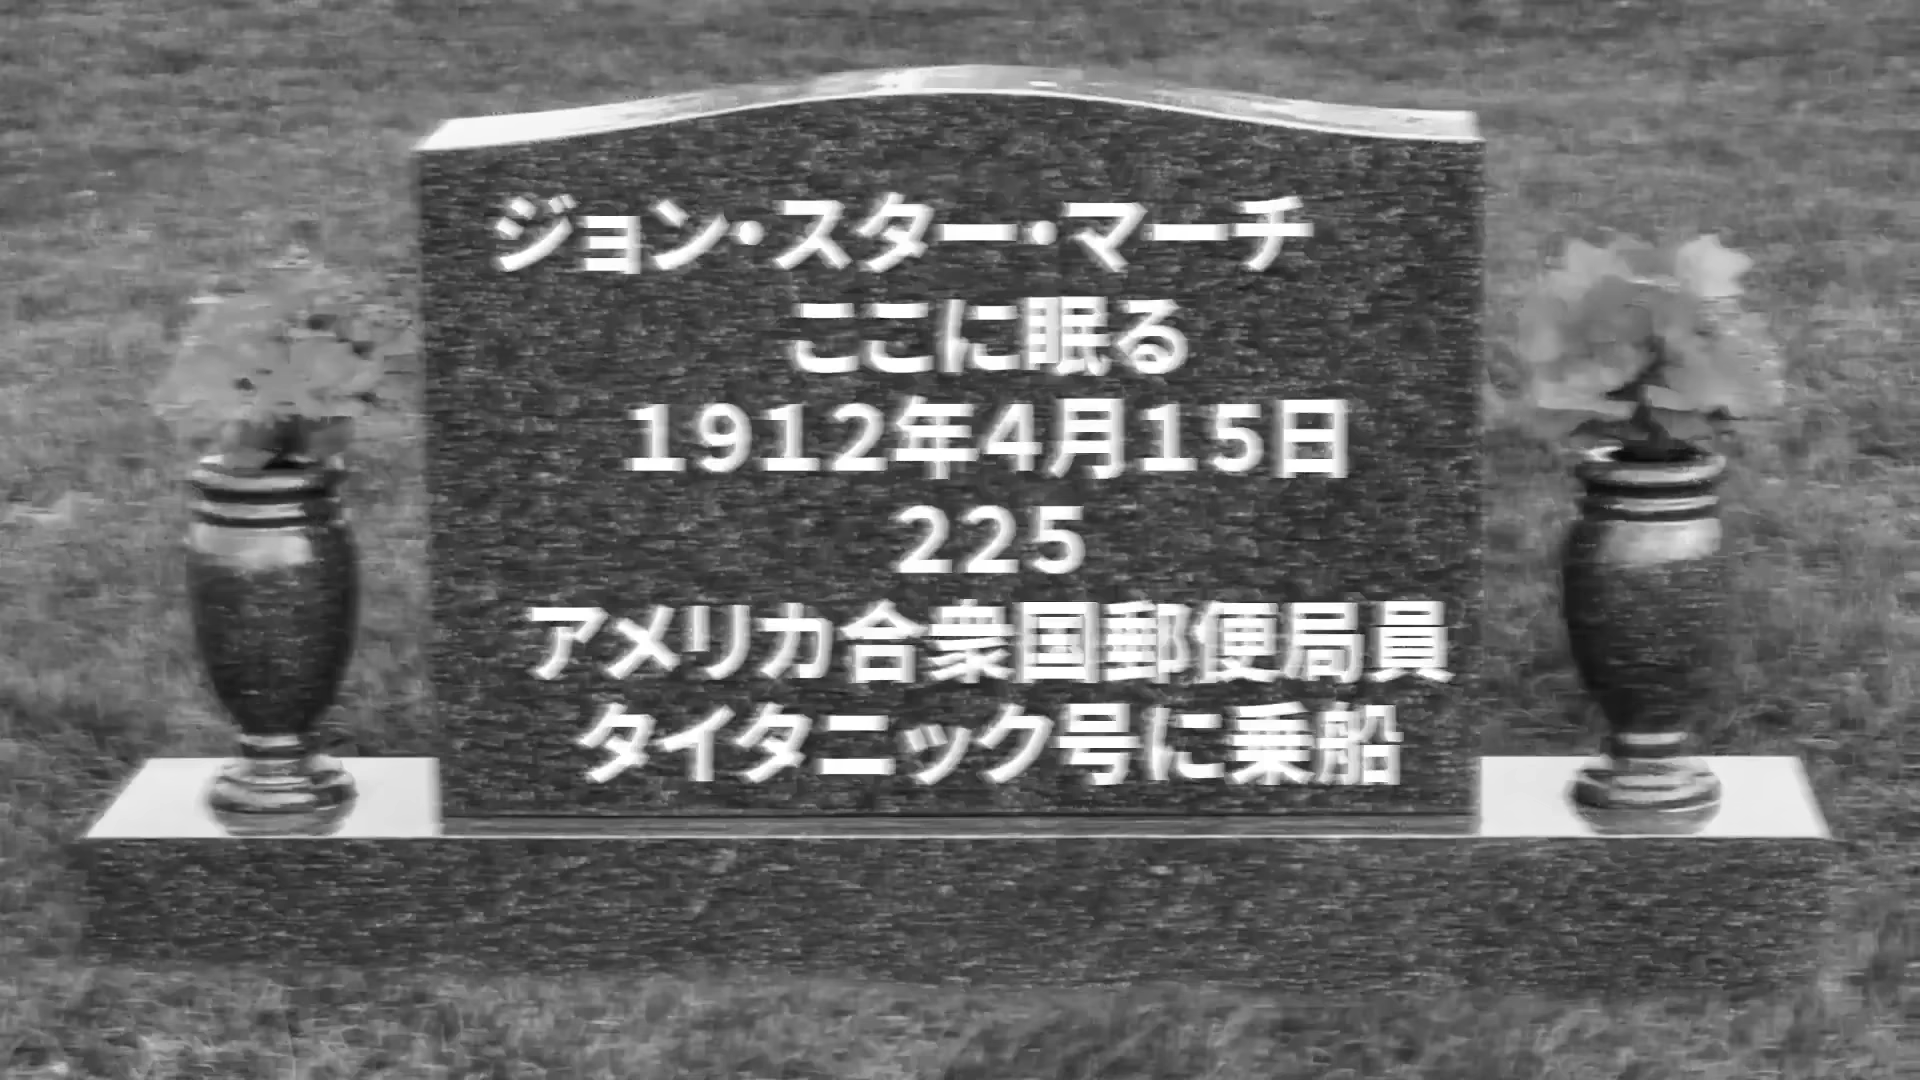 ジョン・スター・マーチ
ここに眠る
1912年4月15日
225
アメリカ合衆国郵便局員
タイタニック号に乗船